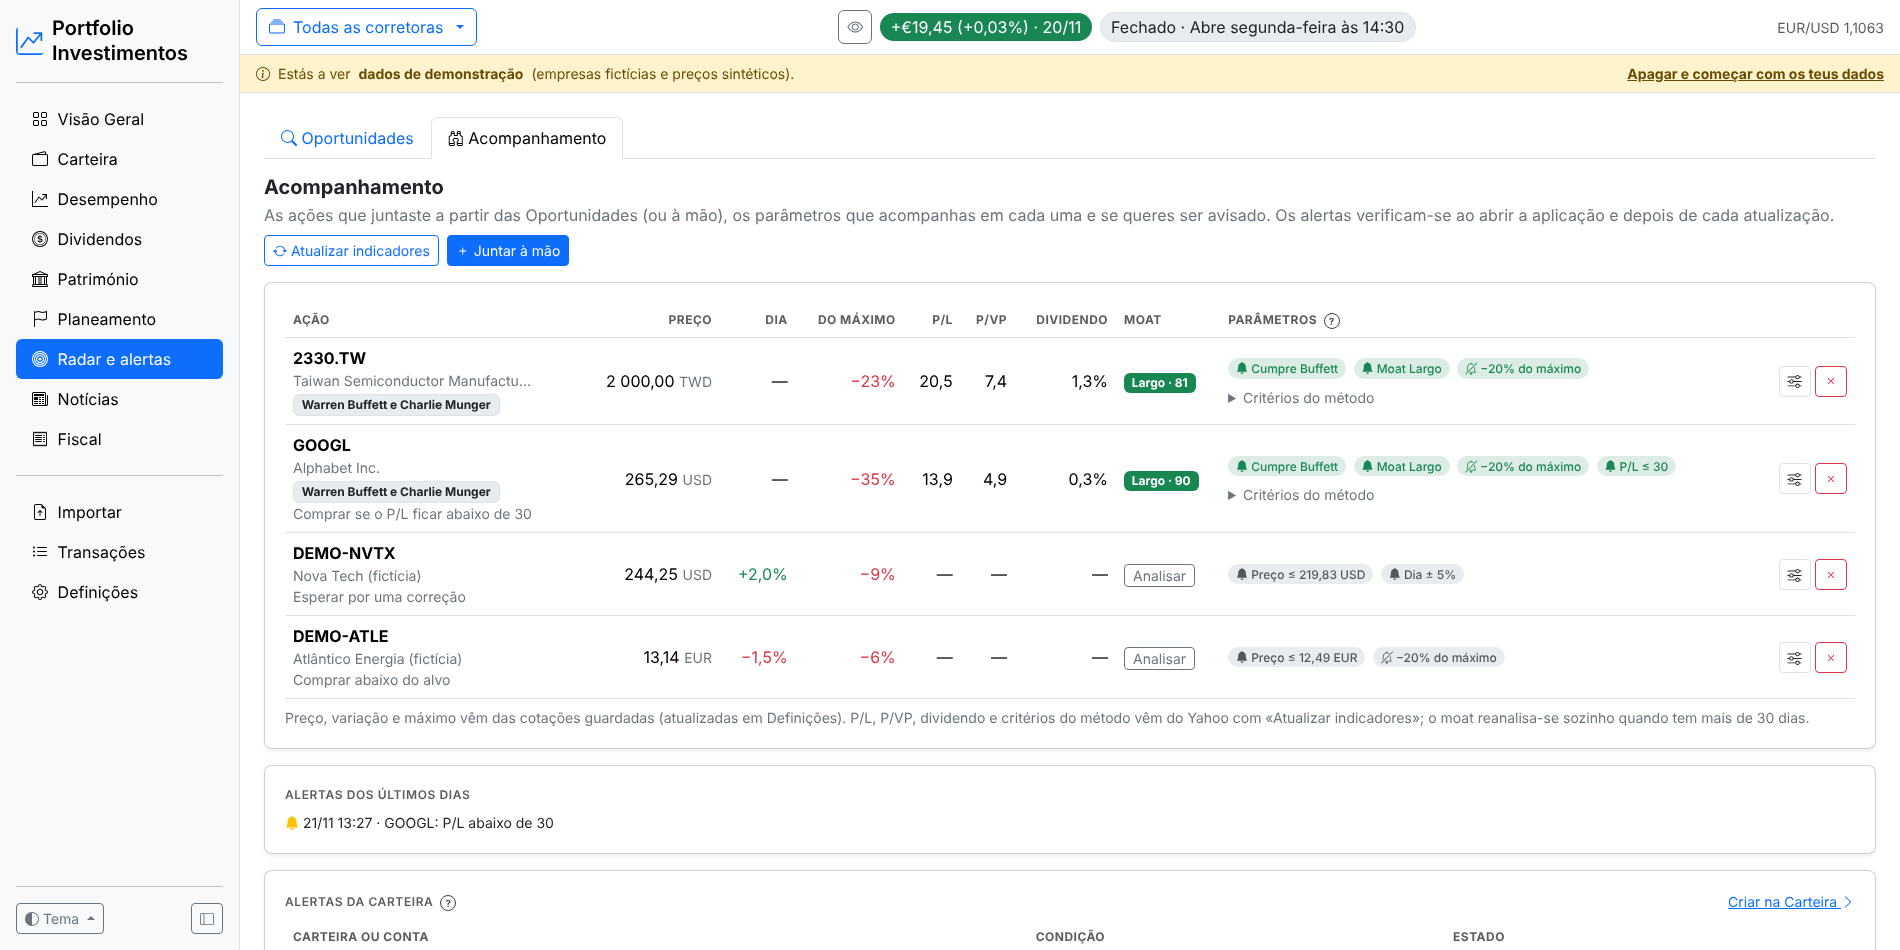 Portfolio
Investimentos
Visão Geral
Carteira
Desempenho
Dividendos
Património
Planeamento
Radar e alertas
Notícias
Fiscal
Importar
Transações
Definições
Tema
Todas as corretoras
+€19,45 (+0,03%) · 20/11
Fechado · Abre segunda-feira às 14:30
EUR/USD 1,1063
Estás a ver dados de demonstração (empresas fictícias e preços sintéticos).
Apagar e começar com os teus dados
Oportunidades
Acompanhamento
Acompanhamento
As ações que juntaste a partir das Oportunidades (ou à mão), os parâmetros que acompanhas em cada uma e se queres ser avisado. Os alertas verificam-se ao abrir a aplicação e depois de cada atualização.
Atualizar indicadores
+ Juntar à mão
AÇÃO PREÇO DIA DO MÁXIMO P/L P/VP DIVIDENDO MOAT PARÂMETROS ?
2330.TW
Taiwan Semiconductor Manufactu...
Warren Buffett e Charlie Munger
2 000,00 TWD — −23% 20,5 7,4 1,3% Largo · 81
Cumpre Buffett Moat Largo −20% do máximo
Critérios do método
GOOGL
Alphabet Inc.
Warren Buffett e Charlie Munger
Comprar se o P/L ficar abaixo de 30
265,29 USD — −35% 13,9 4,9 0,3% Largo · 90
Cumpre Buffett Moat Largo −20% do máximo P/L ≤ 30
Critérios do método
DEMO-NVTX
Nova Tech (fictícia)
Esperar por uma correção
244,25 USD +2,0% −9% — — — Analisar
Preço ≤ 219,83 USD Dia ± 5%
DEMO-ATLE
Atlântico Energia (fictícia)
Comprar abaixo do alvo
13,14 EUR −1,5% −6% — — — Analisar
Preço ≤ 12,49 EUR −20% do máximo
Preço, variação e máximo vêm das cotações guardadas (atualizadas em Definições). P/L, P/VP, dividendo e critérios do método vêm do Yahoo com «Atualizar indicadores»; o moat reanalisa-se sozinho quando tem mais de 30 dias.
ALERTAS DOS ÚLTIMOS DIAS
21/11 13:27 · GOOGL: P/L abaixo de 30
ALERTAS DA CARTEIRA ?
Criar na Carteira
CARTEIRA OU CONTA CONDIÇÃO ESTADO